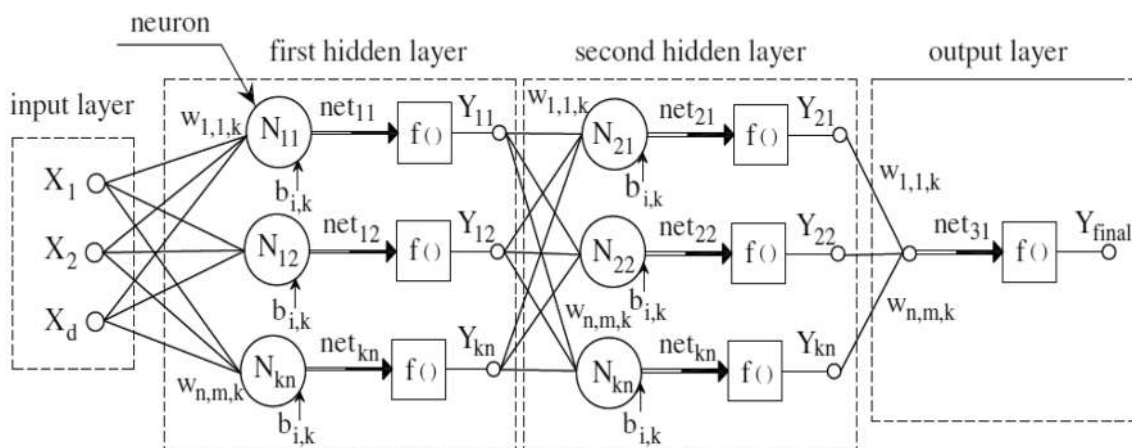 neuron
first hidden layer
second hidden layer
output layer
input layer
w1,1,k
N11
net11
f ()
Y11
w1,1,k
N21
net21
f ()
Y21
X1
bi,k
bi,k
w1,1,k
X2
N12
net12
f ()
Y12
N22
net22
f ()
Y22
net31
f ()
Yfinal
Xd
bi,k
wn,m,k
bi,k
wn,m,k
Nkn
netkn
f ()
Ykn
Nkn
netkn
f ()
Ykn
wn,m,k
bi,k
bi,k